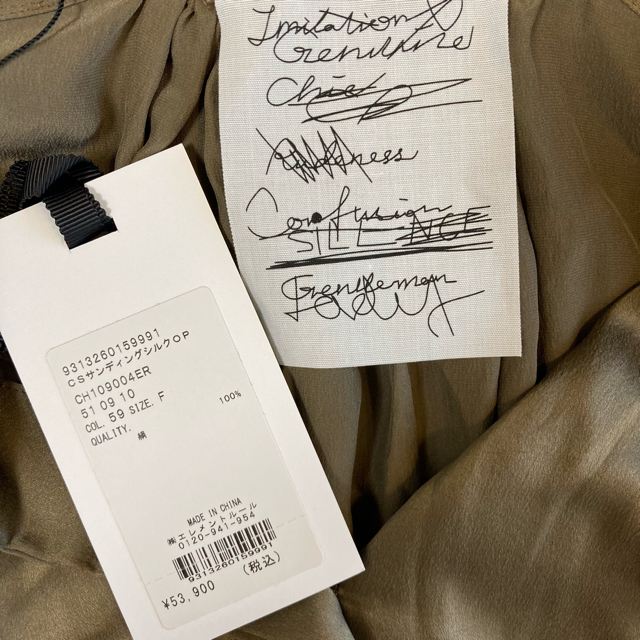 Imitation &
Genuine
Chic
Rudeness
Confusion
SILENCE
Gentleman
9313260159991
CSサンディングシルクOP
CH109004ER
51 09 10
COL. 59 SIZE. F
QUALITY.
絹 100%
MADE IN CHINA
㈱エレメントルール
0120-941-954
9313260159991
¥53,900 (税込)